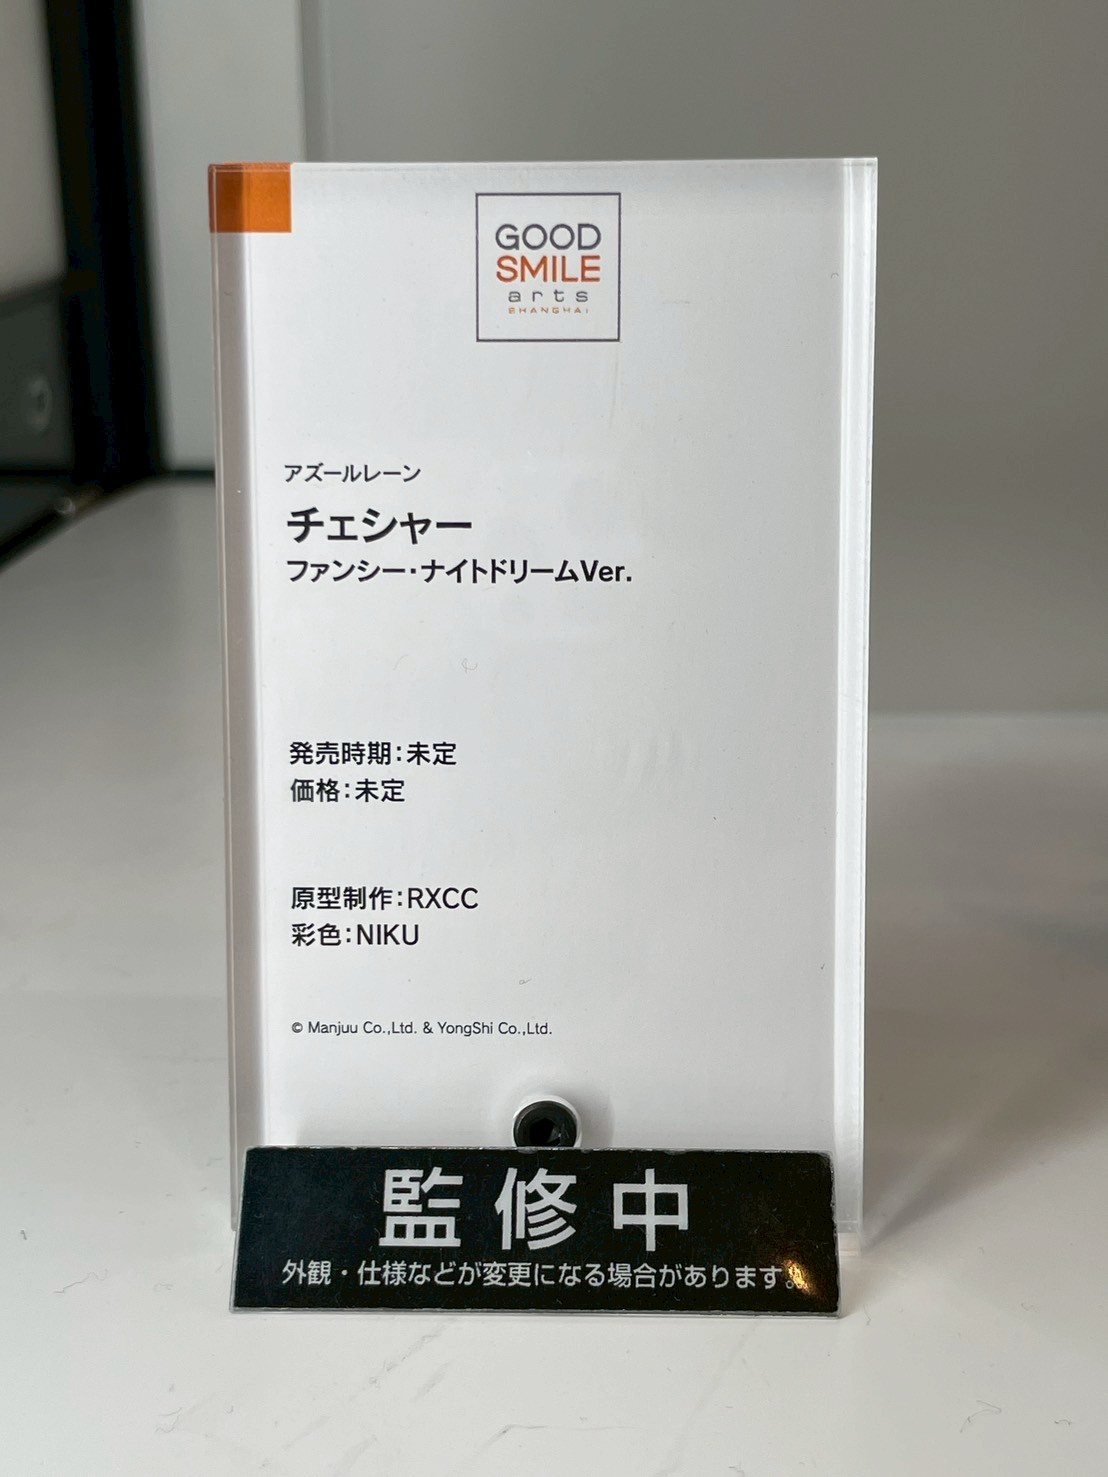 GOOD
SMILE
arts
SHANGHAI
アズールレーン
チェシャー
ファンシー・ナイトドリームVer.
発売時期：未定
価格：未定
原型制作：RXCC
彩色：NIKU
© Manjuu Co.,Ltd. & YongShi Co.,Ltd.
監修中
外観・仕様などが変更になる場合があります。